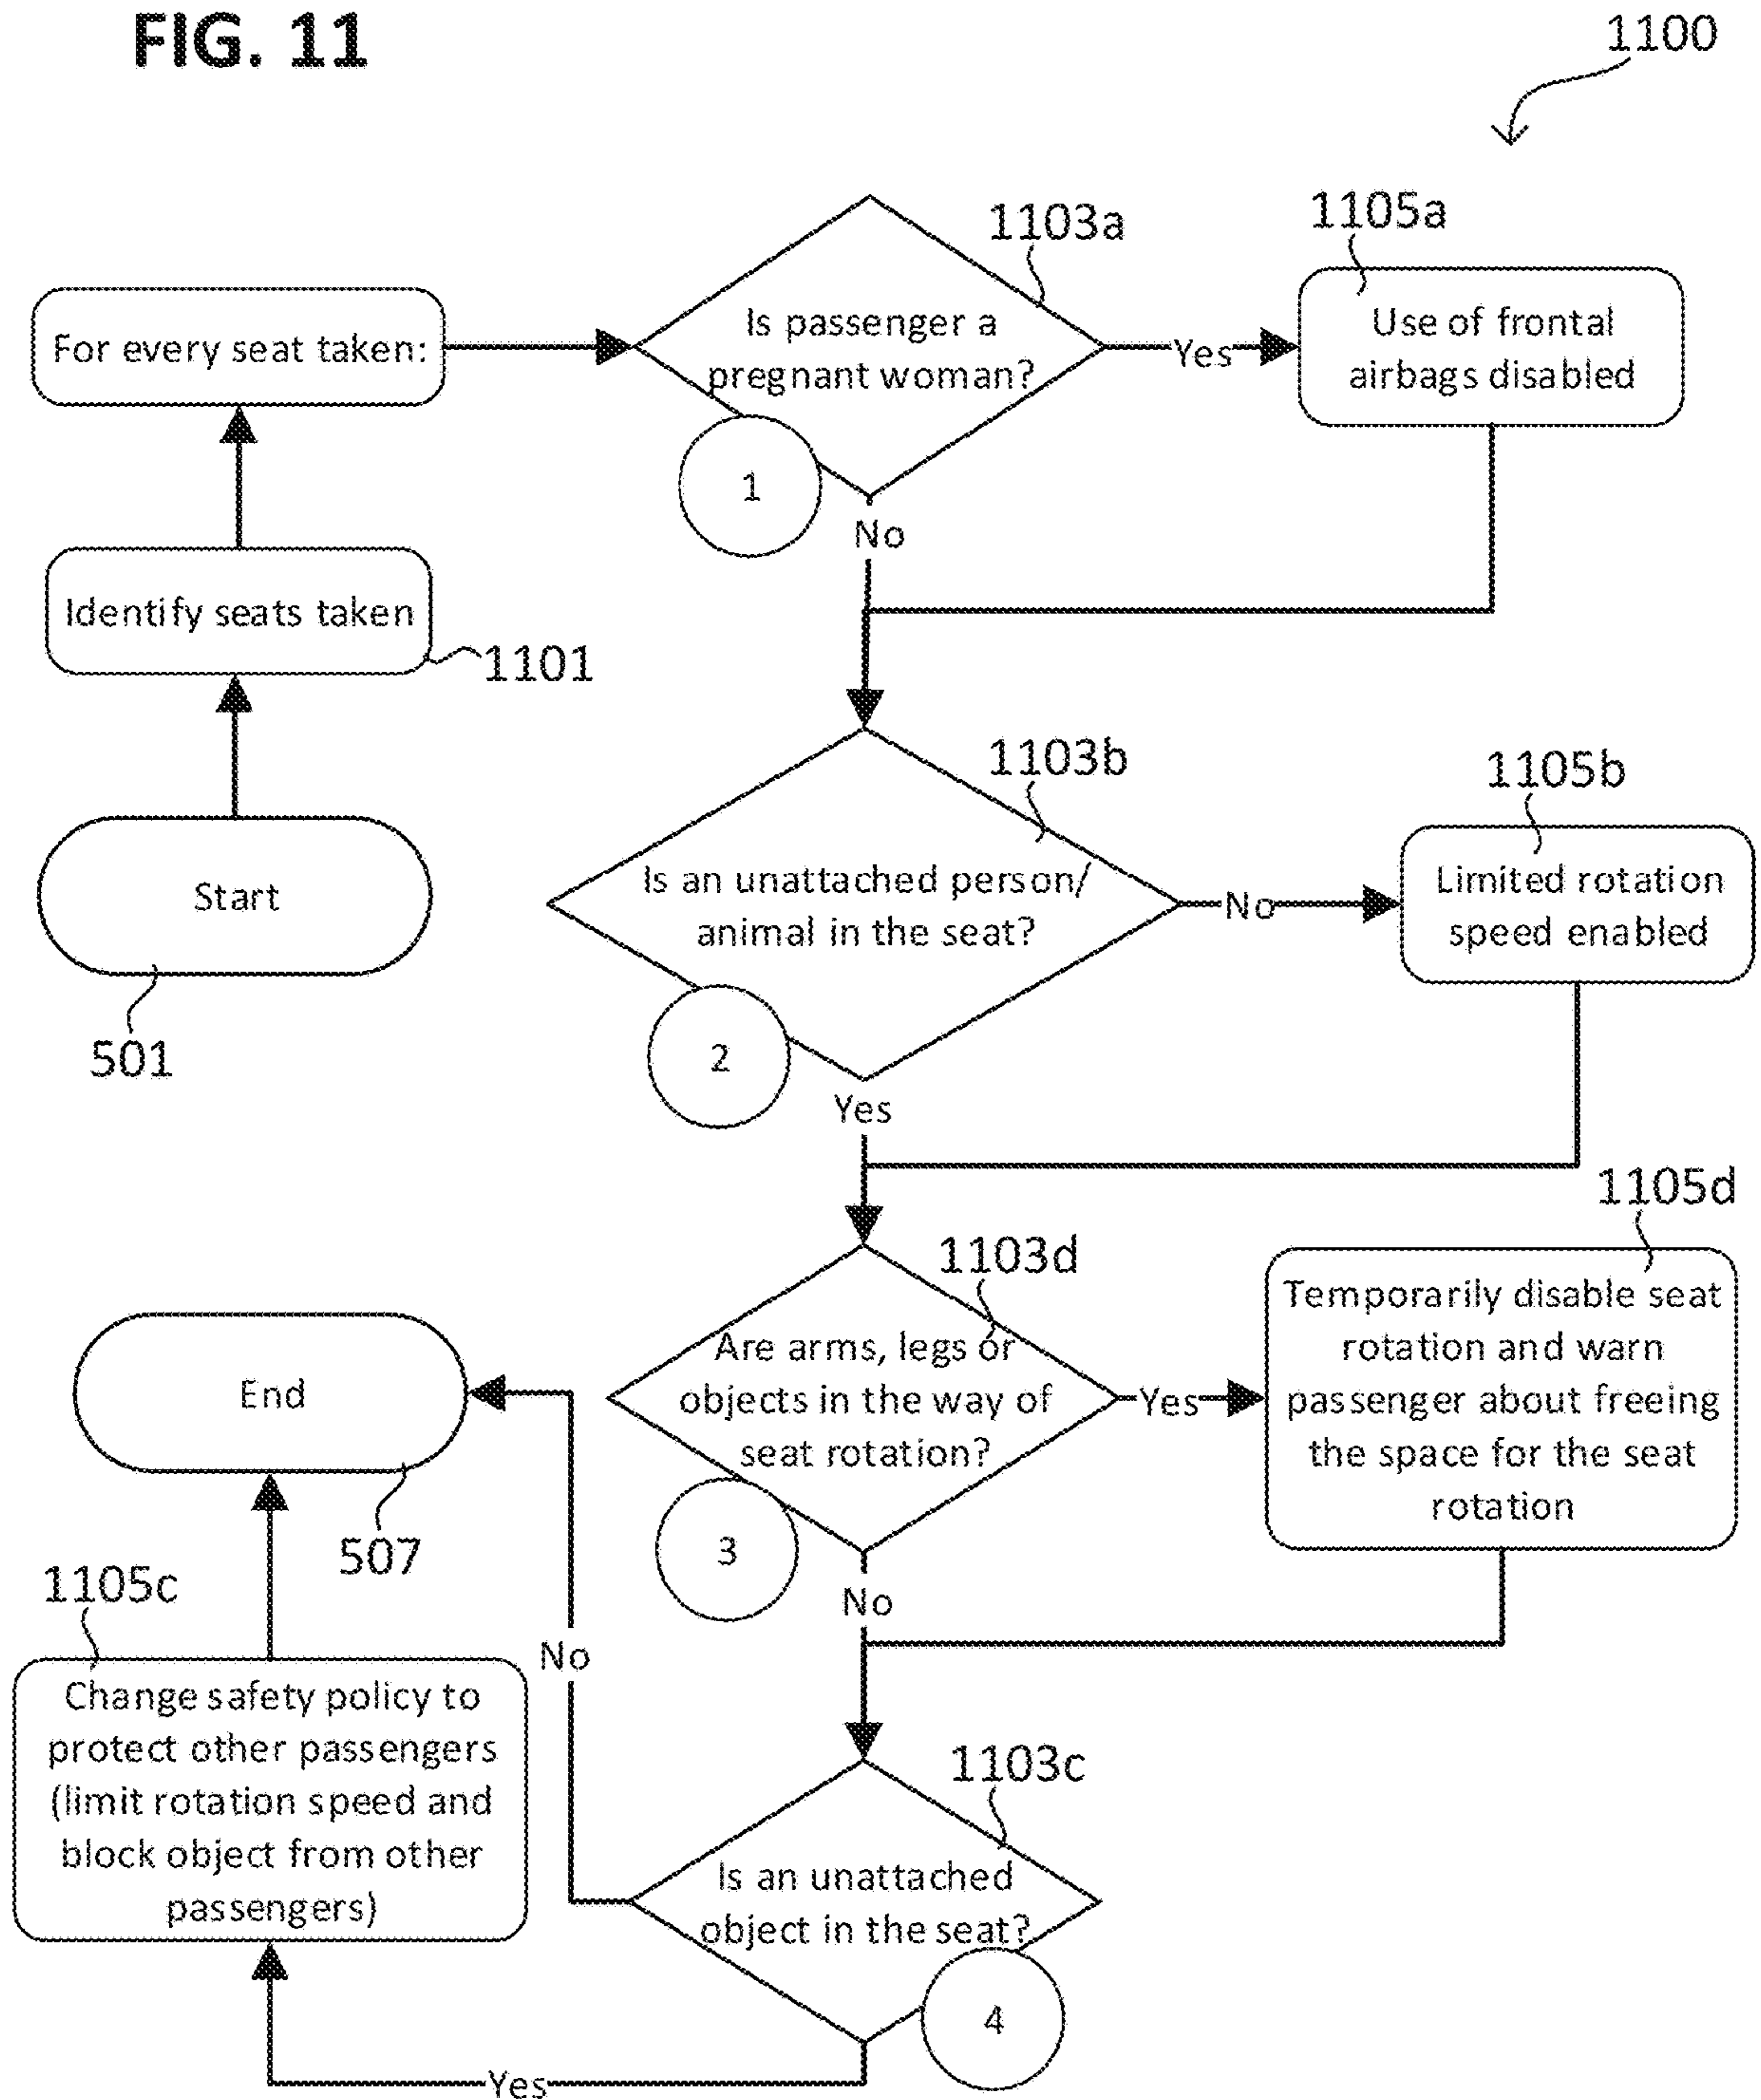 FIG. 11
1100
1103a
1105a
For every seat taken:
Is passenger a
pregnant woman?
Yes
Use of frontal
airbags disabled
1
No
Identify seats taken
1101
1103b
1105b
Start
501
Is an unattached person/
animal in the seat?
No
Limited rotation
speed enabled
2
Yes
1105d
1103d
End
507
Are arms, legs or
objects in the way of
seat rotation?
Yes
Temporarily disable seat
rotation and warn
passenger about freeing
the space for the seat
rotation
3
No
1105c
No
Change safety policy to
protect other passengers
(limit rotation speed and
block object from other
passengers)
1103c
Is an unattached
object in the seat?
4
Yes